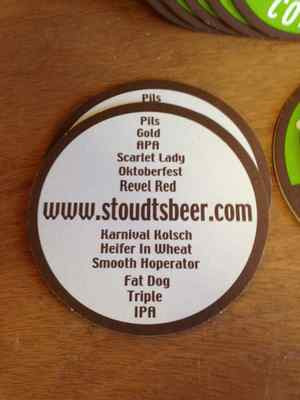 Pils
Pils
Gold
APA
Scarlet Lady
Oktoberfest
Revel Red
www.stoudtsbeer.com
Karnival Kolsch
Heifer In Wheat
Smooth Hoperator
Fat Dog
Triple
IPA